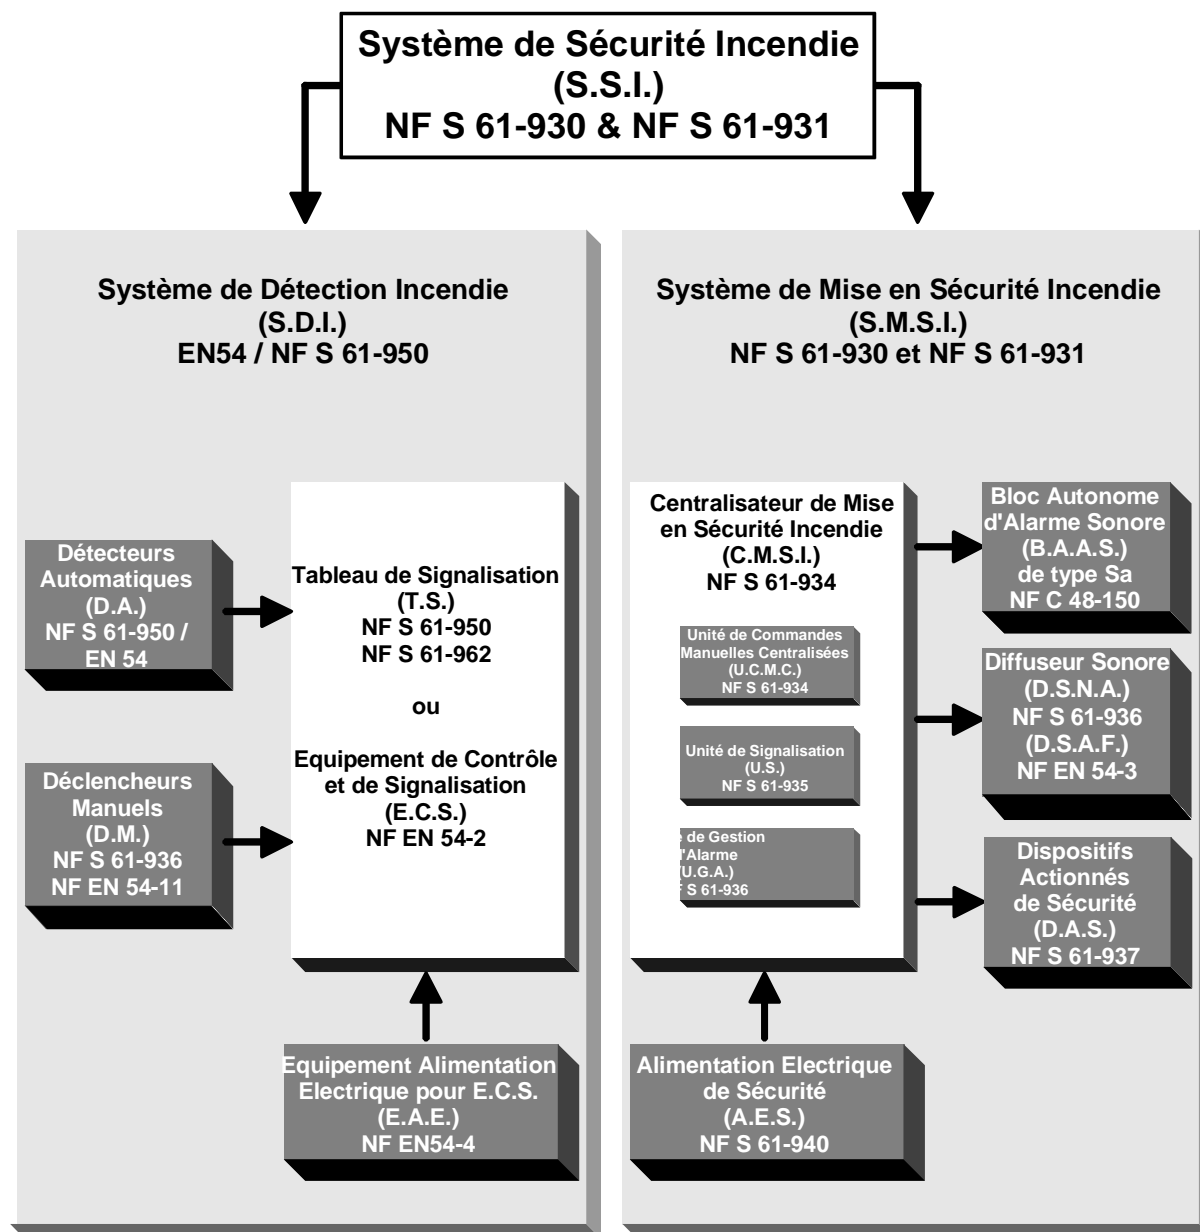 Système de Sécurité Incendie
(S.S.I.)
NF S 61-930 & NF S 61-931
Système de Détection Incendie
(S.D.I.)
EN54 / NF S 61-950
Détecteurs
Automatiques
(D.A.)
NF S 61-950 /
EN 54
Déclencheurs
Manuels
(D.M.)
NF S 61-936
NF EN 54-11
Tableau de Signalisation
(T.S.)
NF S 61-950
NF S 61-962
ou
Equipement de Contrôle
et de Signalisation
(E.C.S.)
NF EN 54-2
Equipement Alimentation
Electrique pour E.C.S.
(E.A.E.)
NF EN54-4
Système de Mise en Sécurité Incendie
(S.M.S.I.)
NF S 61-930 et NF S 61-931
Centralisateur de Mise
en Sécurité Incendie
(C.M.S.I.)
NF S 61-934
Unité de Commandes
Manuelles Centralisées
(U.C.M.C.)
NF S 61-934
Unité de Signalisation
(U.S.)
NF S 61-935
e de Gestion
'Alarme
(U.G.A.)
F S 61-936
Bloc Autonome
d'Alarme Sonore
(B.A.A.S.)
de type Sa
NF C 48-150
Diffuseur Sonore
(D.S.N.A.)
NF S 61-936
(D.S.A.F.)
NF EN 54-3
Dispositifs
Actionnés
de Sécurité
(D.A.S.)
NF S 61-937
Alimentation Electrique
de Sécurité
(A.E.S.)
NF S 61-940